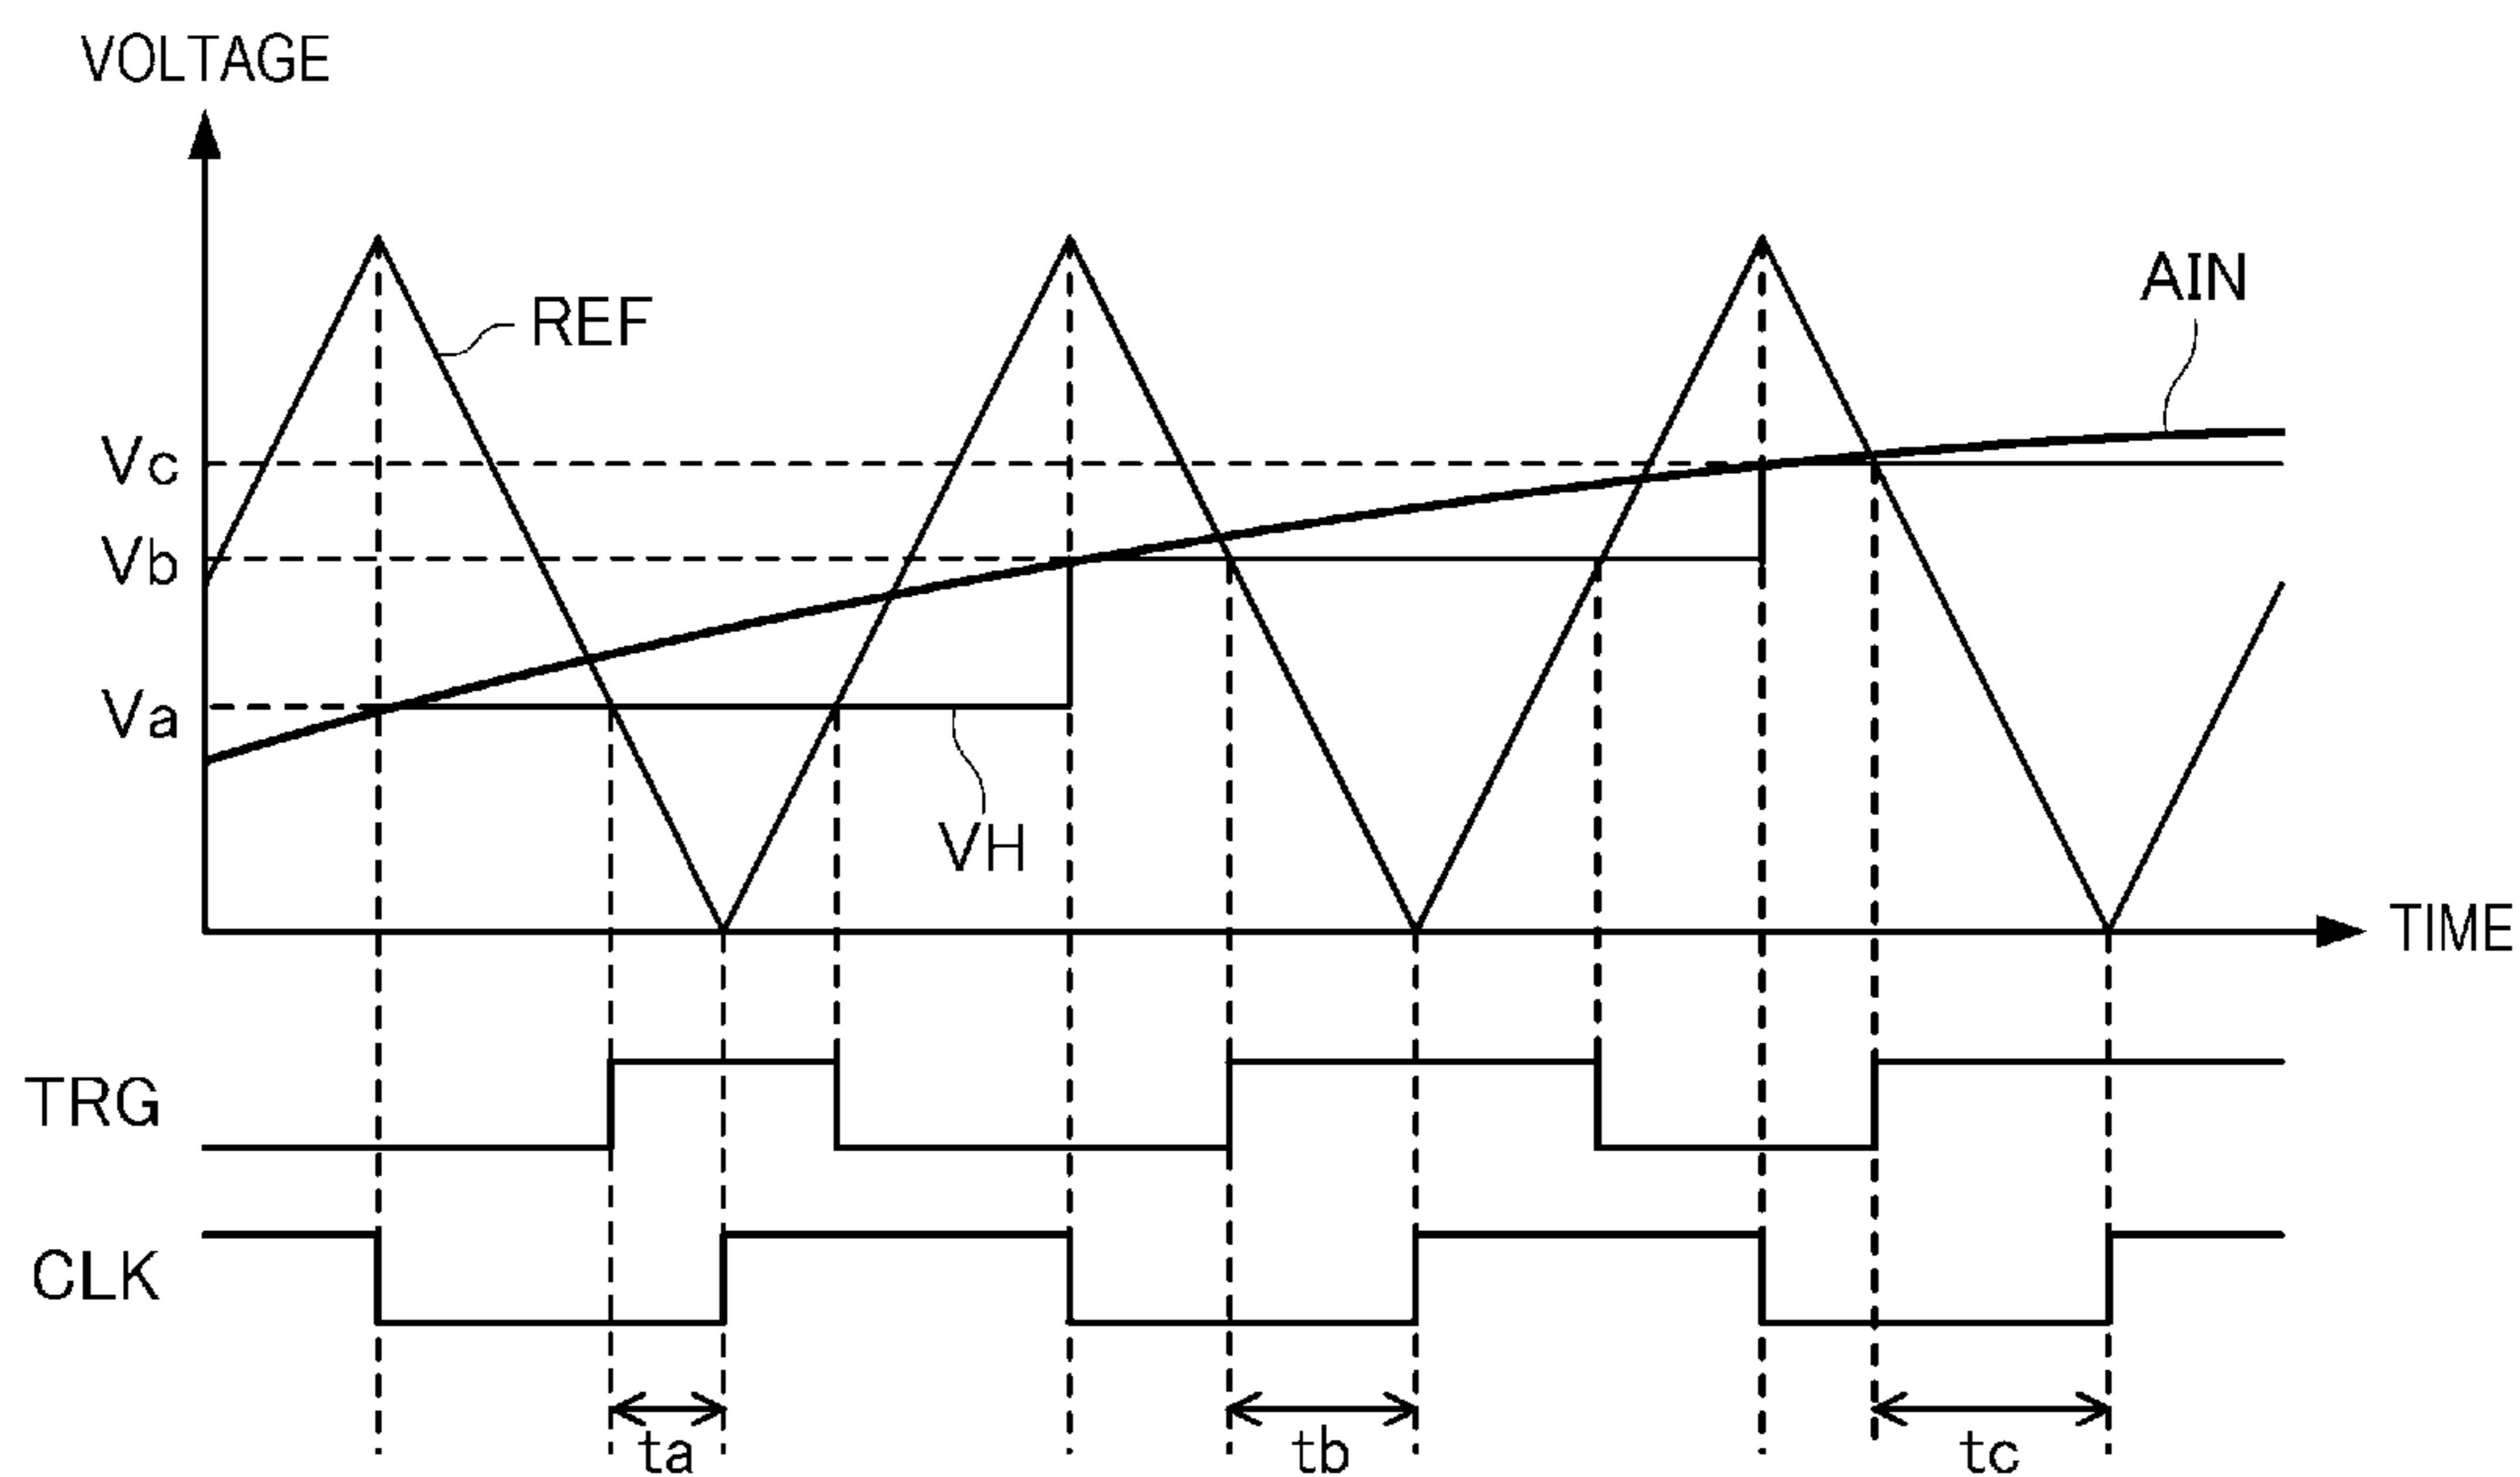 VOLTAGE
REF
AIN
Vc
Vb
Va
VH
TIME
TRG
CLK
ta
tb
tc